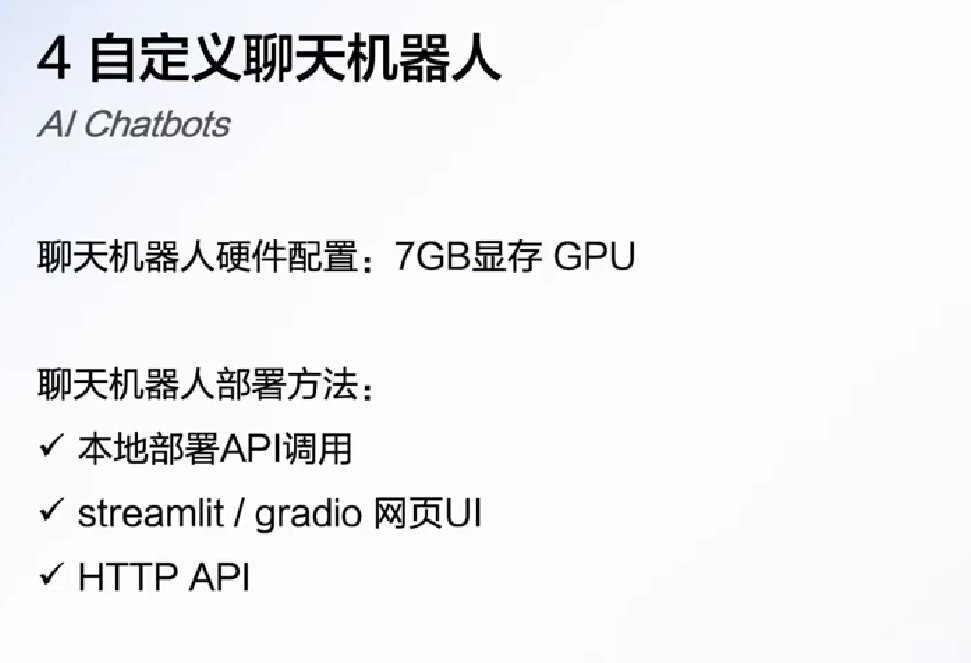 4 自定义聊天机器人
AI Chatbots
聊天机器人硬件配置：7GB显存 GPU
聊天机器人部署方法：
✓ 本地部署API调用
✓ streamlit / gradio 网页UI
✓ HTTP API